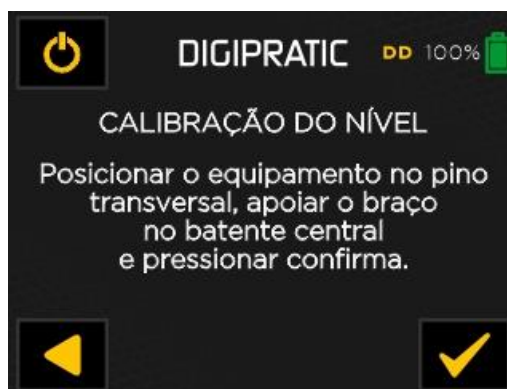 DIGIPRATIC DD 100%
CALIBRAÇÃO DO NÍVEL
Posicionar o equipamento no pino
transversal, apoiar o braço
no batente central
e pressionar confirma.